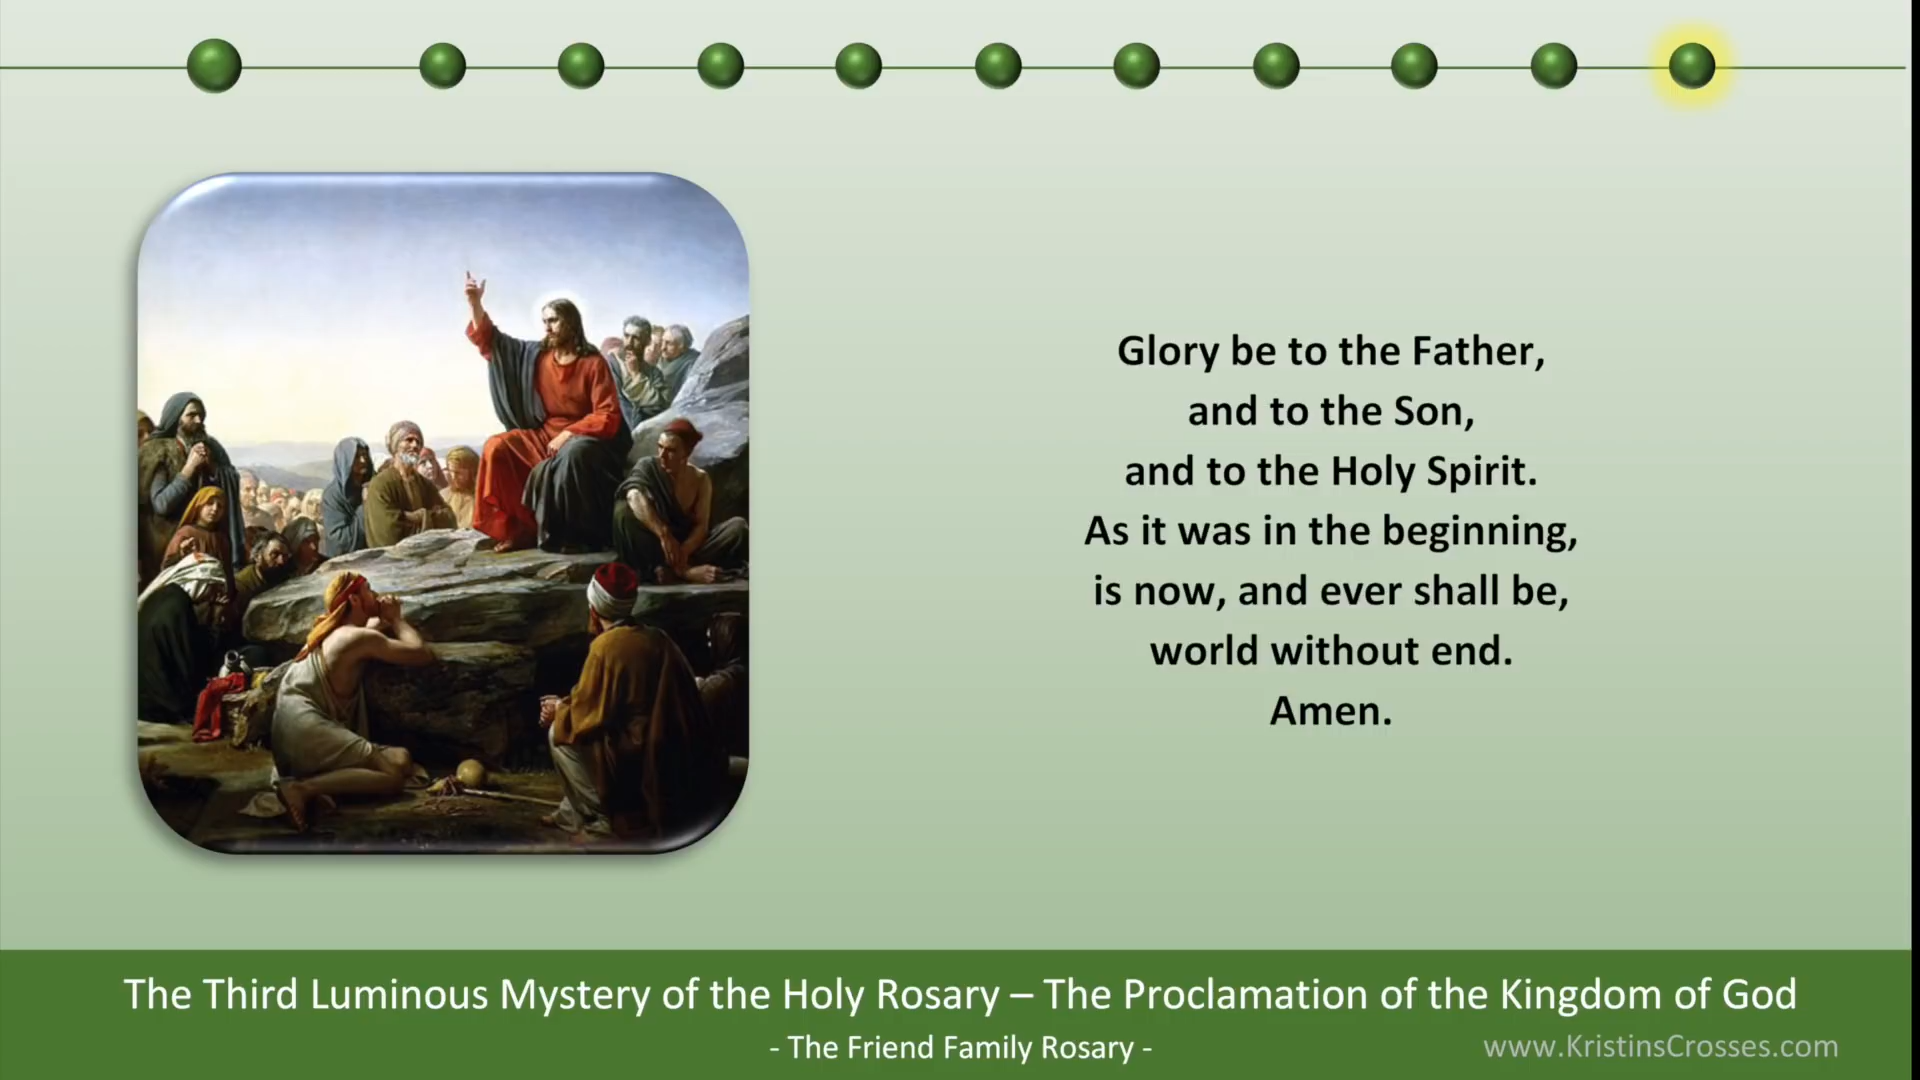 Glory be to the Father,
and to the Son,
and to the Holy Spirit.
As it was in the beginning,
is now, and ever shall be,
world without end.
Amen.
The Third Luminous Mystery of the Holy Rosary – The Proclamation of the Kingdom of God
- The Friend Family Rosary -
www.KristinsCrosses.com